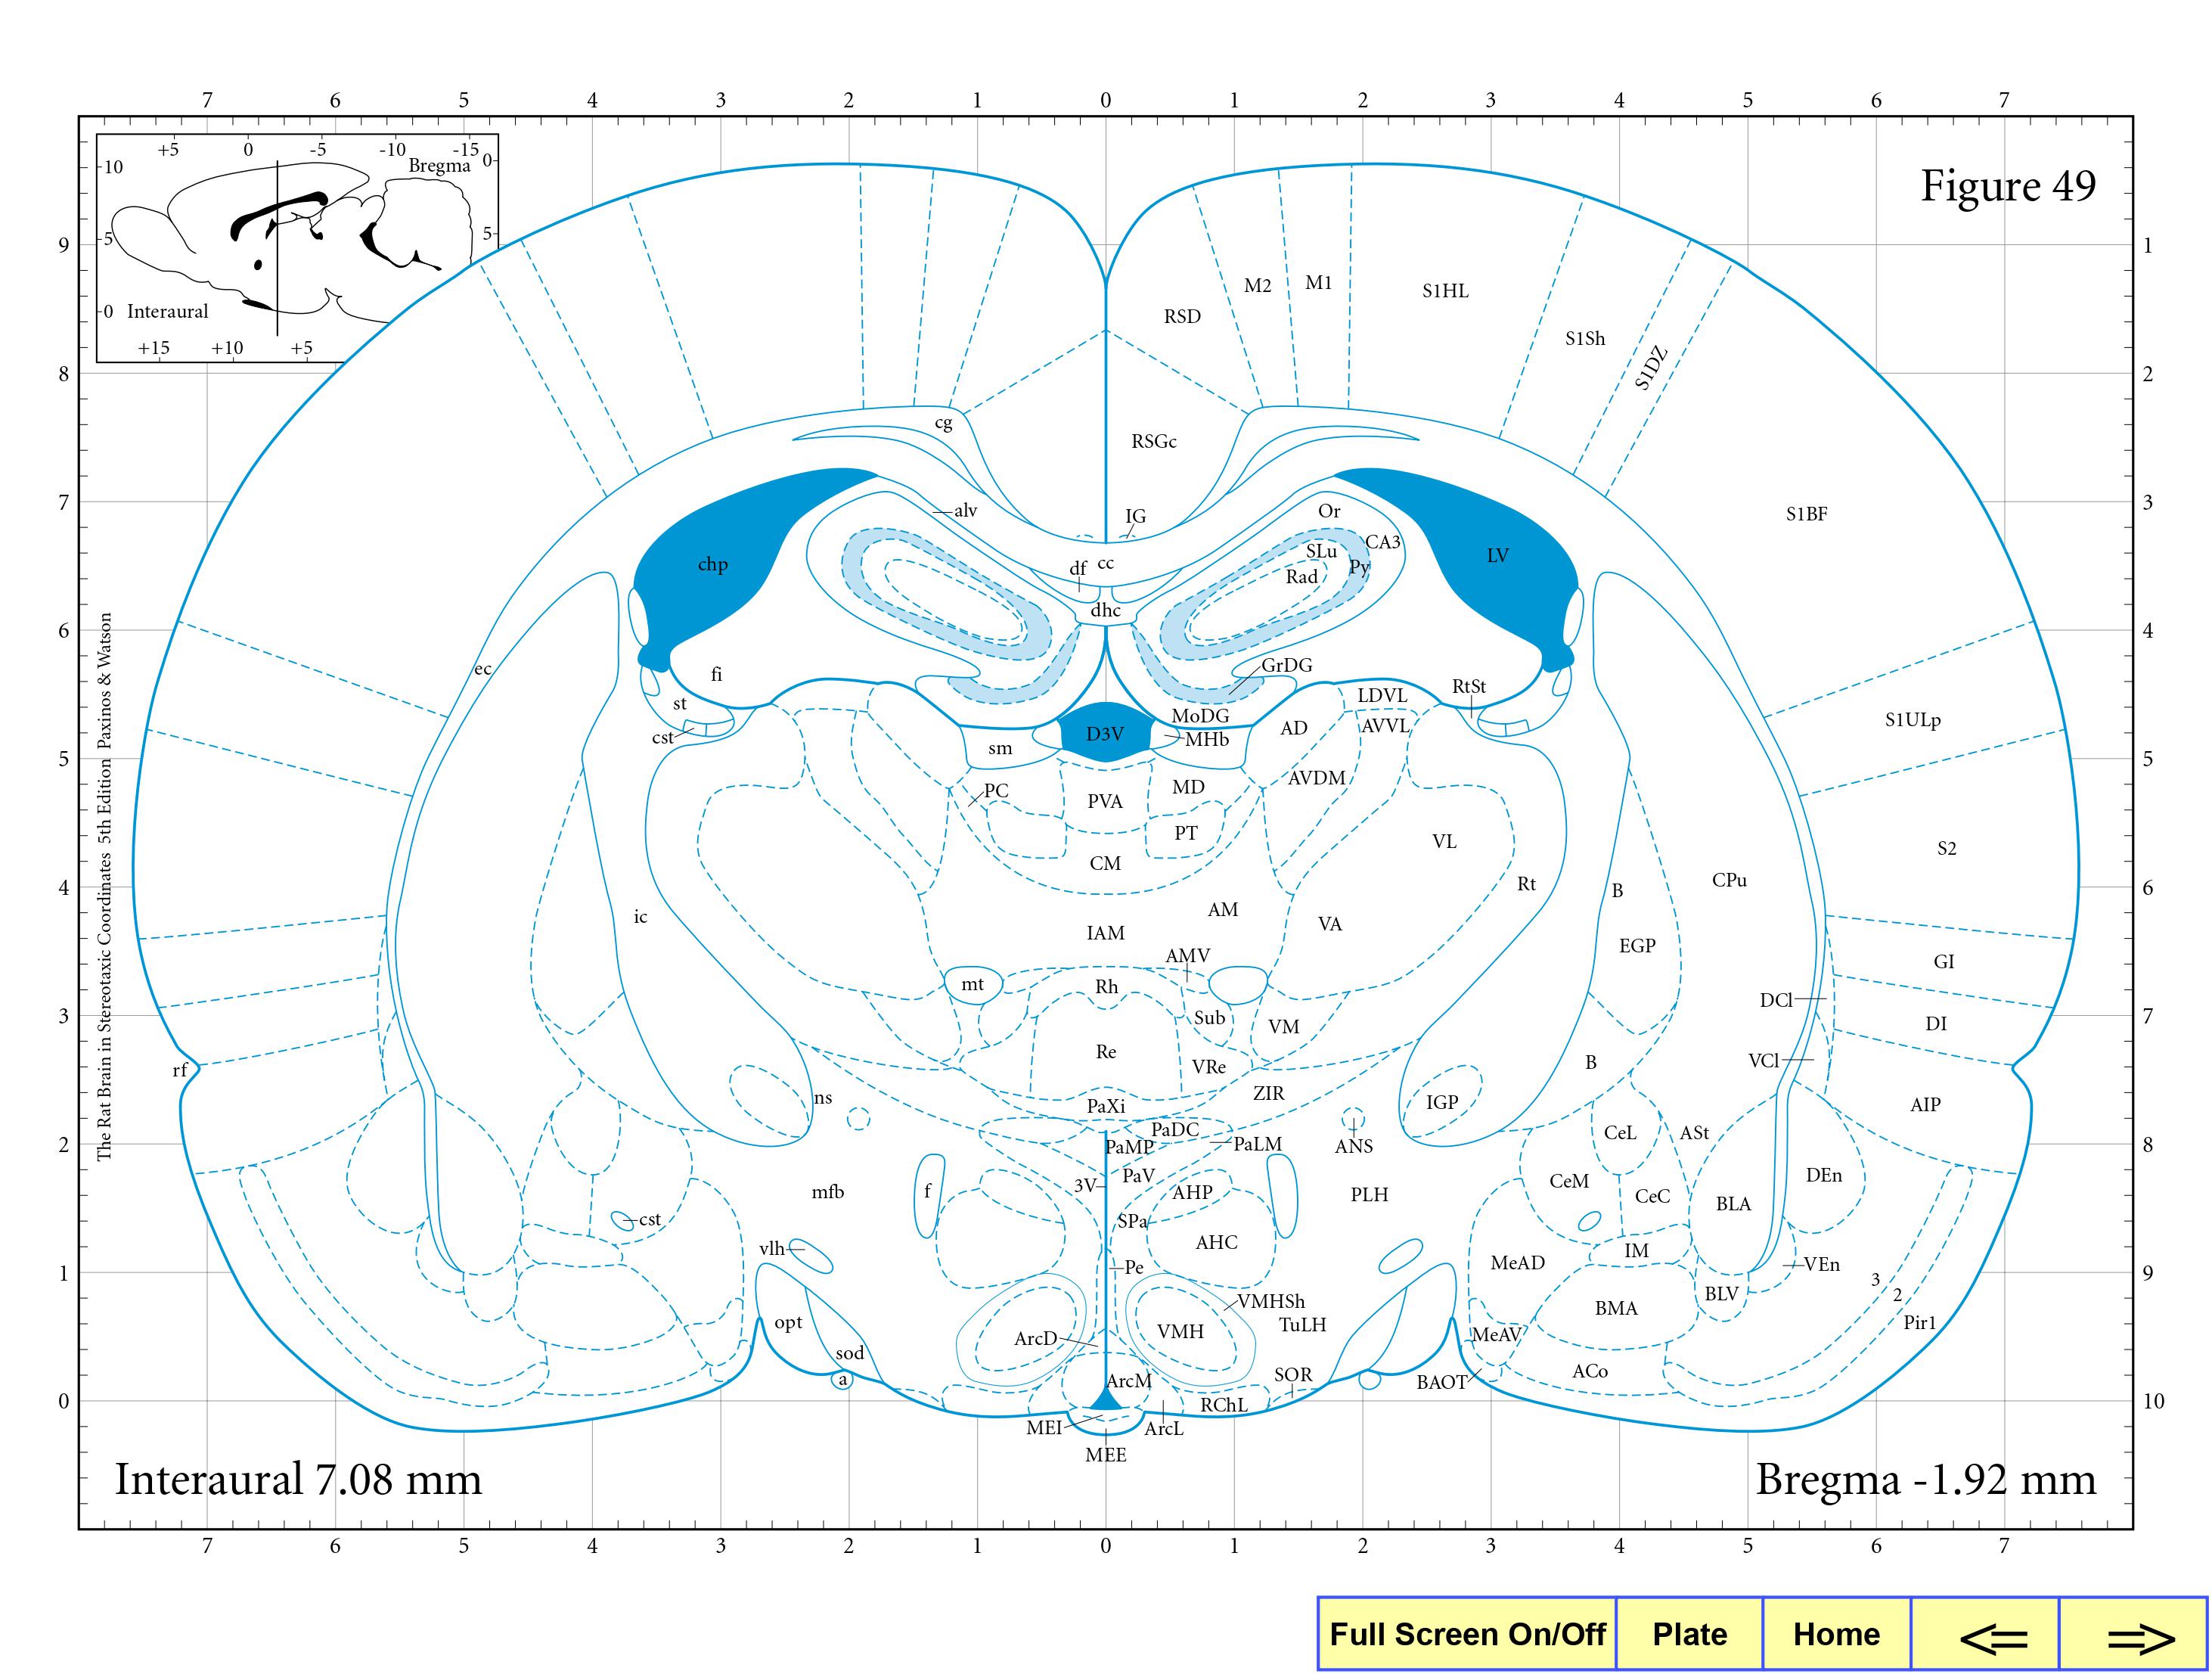 7 6 5 4 3 2 1 0 1 2 3 4 5 6 7
+5 0 -5 -10 -15
Bregma 0
10
5 5
0 Interaural
+15 +10 +5
Figure 49
9 1
8 2
7 3
6 4
5 5
4 6
3 7
2 8
1 9
0 10
The Rat Brain in Stereotaxic Coordinates 5th Edition Paxinos & Watson
M2 M1 S1HL
RSD
S1Sh
S1DZ
cg
RSGc
alv IG Or S1BF
CA3
SLu
chp df cc Py LV
Rad
dhc
ec fi GrDG
RtSt
st LDVL
MoDG S1ULp
cst sm D3V MHb AD AVVL
PC PVA MD AVDM
PT VL S2
CM
Rt B CPu
ic AM
IAM VA
AMV EGP
GI
mt Rh
DCl
Sub VM DI
Re VRe B VCl
rf
ns ZIR IGP
PaXi AIP
PaDC CeL ASt
PaMP PaLM ANS
PaV DEn
3V
mfb f AHP PLH CeM CeC BLA
cst SPa
vlh AHC IM
MeAD
Pe VEn
3
VMHSh BLV 2
opt BMA
ArcD VMH TuLH MeAV Pir1
sod
a ArcM SOR BAOT ACo
RChL
MEI ArcL
MEE
Interaural 7.08 mm
Bregma -1.92 mm
7 6 5 4 3 2 1 0 1 2 3 4 5 6 7
Full Screen On/Off Plate Home <= =>